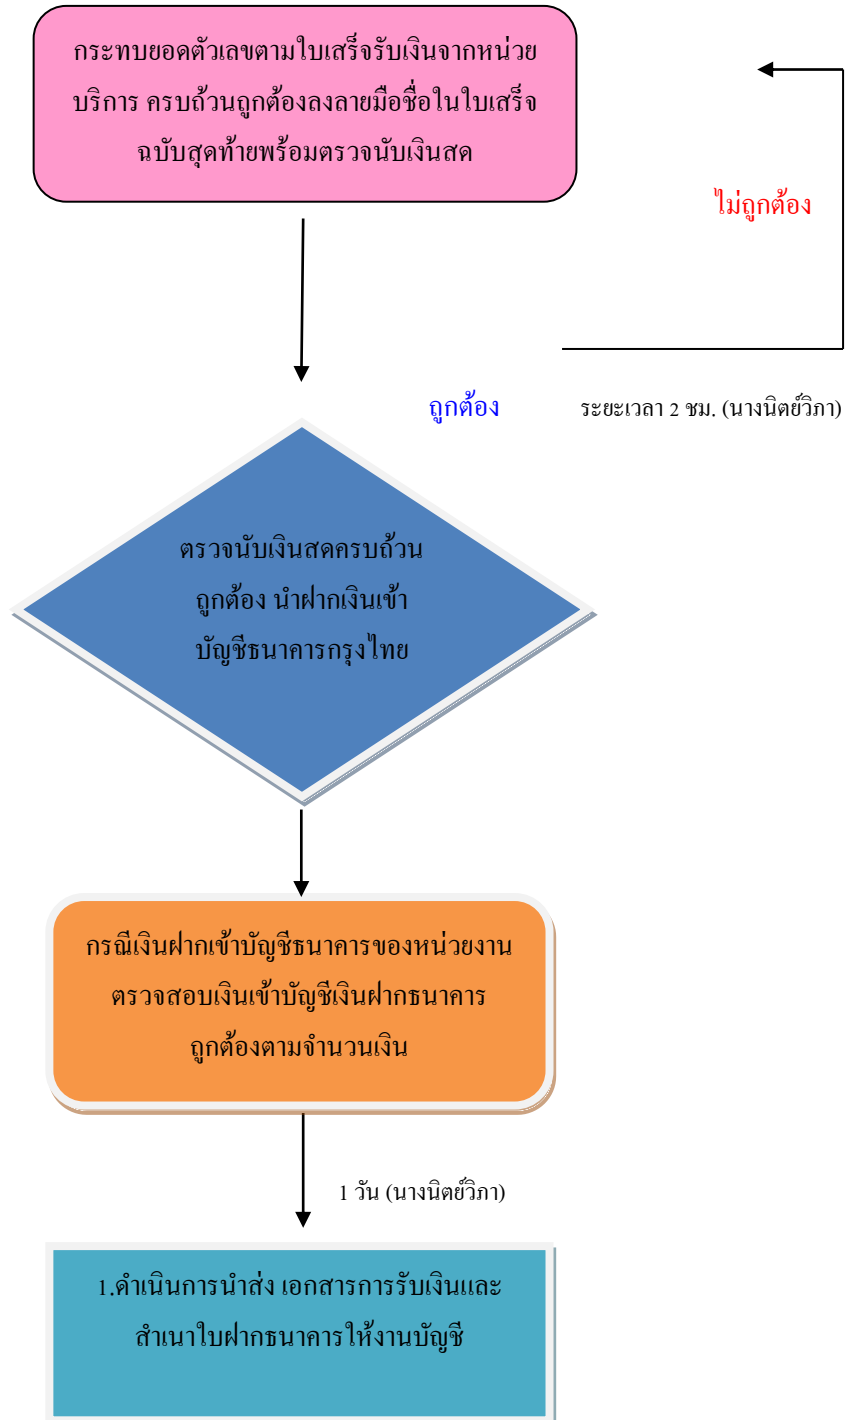 กระทบยอดตัวเลขตามใบเสร็จรับเงินจากหน่วย
บริการ ครบถ้วนถูกต้องลงลายมือชื่อในใบเสร็จ
ฉบับสุดท้ายพร้อมตรวจนับเงินสด
ไม่ถูกต้อง
ถูกต้อง
ระยะเวลา 2 ชม. (นางนิตย์วิภา)
ตรวจนับเงินสดครบถ้วน
ถูกต้อง นำฝากเงินเข้า
บัญชีธนาคารกรุงไทย
กรณีเงินฝากเข้าบัญชีธนาคารของหน่วยงาน
ตรวจสอบเงินเข้าบัญชีเงินฝากธนาคาร
ถูกต้องตามจำนวนเงิน
1 วัน (นางนิตย์วิภา)
1.ดำเนินการนำส่ง เอกสารการรับเงินและ
สำเนาใบฝากธนาคารให้งานบัญชี